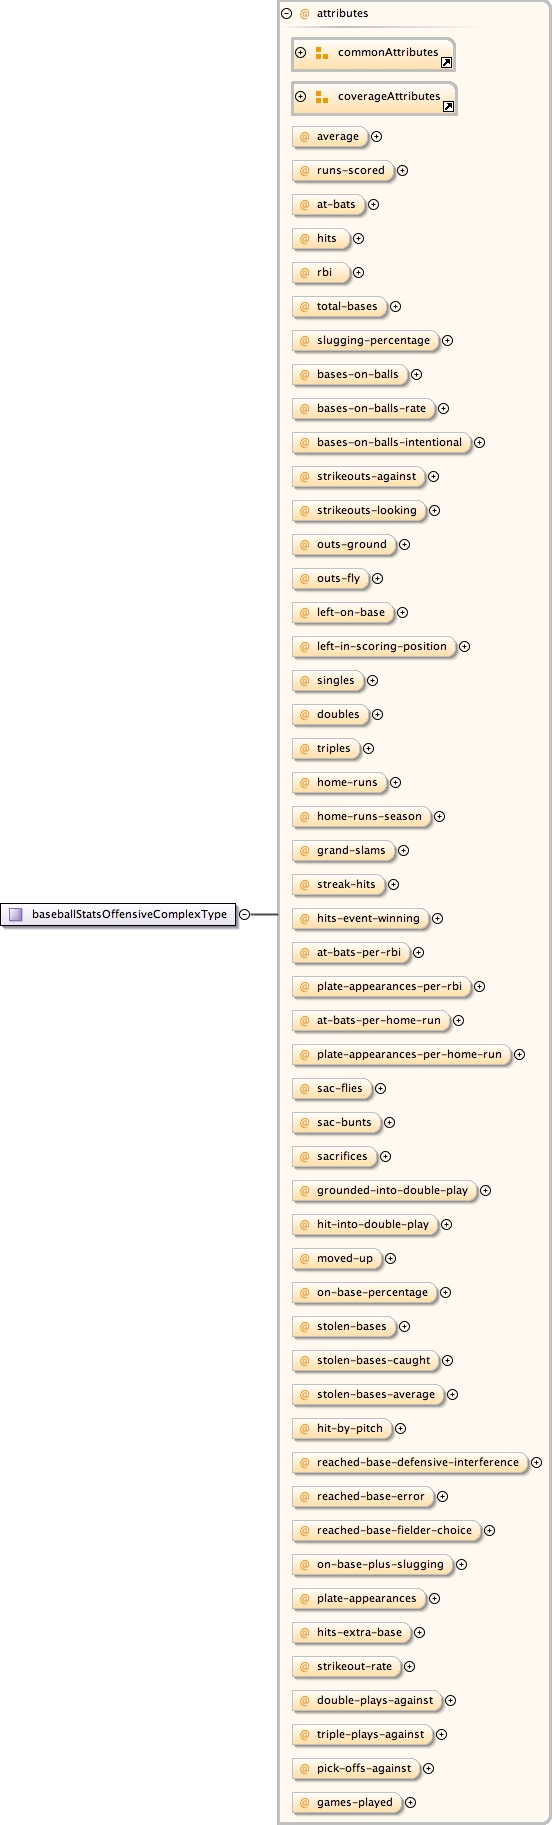 @ attributes
commonAttributes
coverageAttributes
@ average
@ runs-scored
@ at-bats
@ hits
@ rbi
@ total-bases
@ slugging-percentage
@ bases-on-balls
@ bases-on-balls-rate
@ bases-on-balls-intentional
@ strikeouts-against
@ strikeouts-looking
@ outs-ground
@ outs-fly
@ left-on-base
@ left-in-scoring-position
@ singles
@ doubles
@ triples
@ home-runs
@ home-runs-season
@ grand-slams
@ streak-hits
baseballStatsOffensiveComplexType
@ hits-event-winning
@ at-bats-per-rbi
@ plate-appearances-per-rbi
@ at-bats-per-home-run
@ plate-appearances-per-home-run
@ sac-flies
@ sac-bunts
@ sacrifices
@ grounded-into-double-play
@ hit-into-double-play
@ moved-up
@ on-base-percentage
@ stolen-bases
@ stolen-bases-caught
@ stolen-bases-average
@ hit-by-pitch
@ reached-base-defensive-interference
@ reached-base-error
@ reached-base-fielder-choice
@ on-base-plus-slugging
@ plate-appearances
@ hits-extra-base
@ strikeout-rate
@ double-plays-against
@ triple-plays-against
@ pick-offs-against
@ games-played